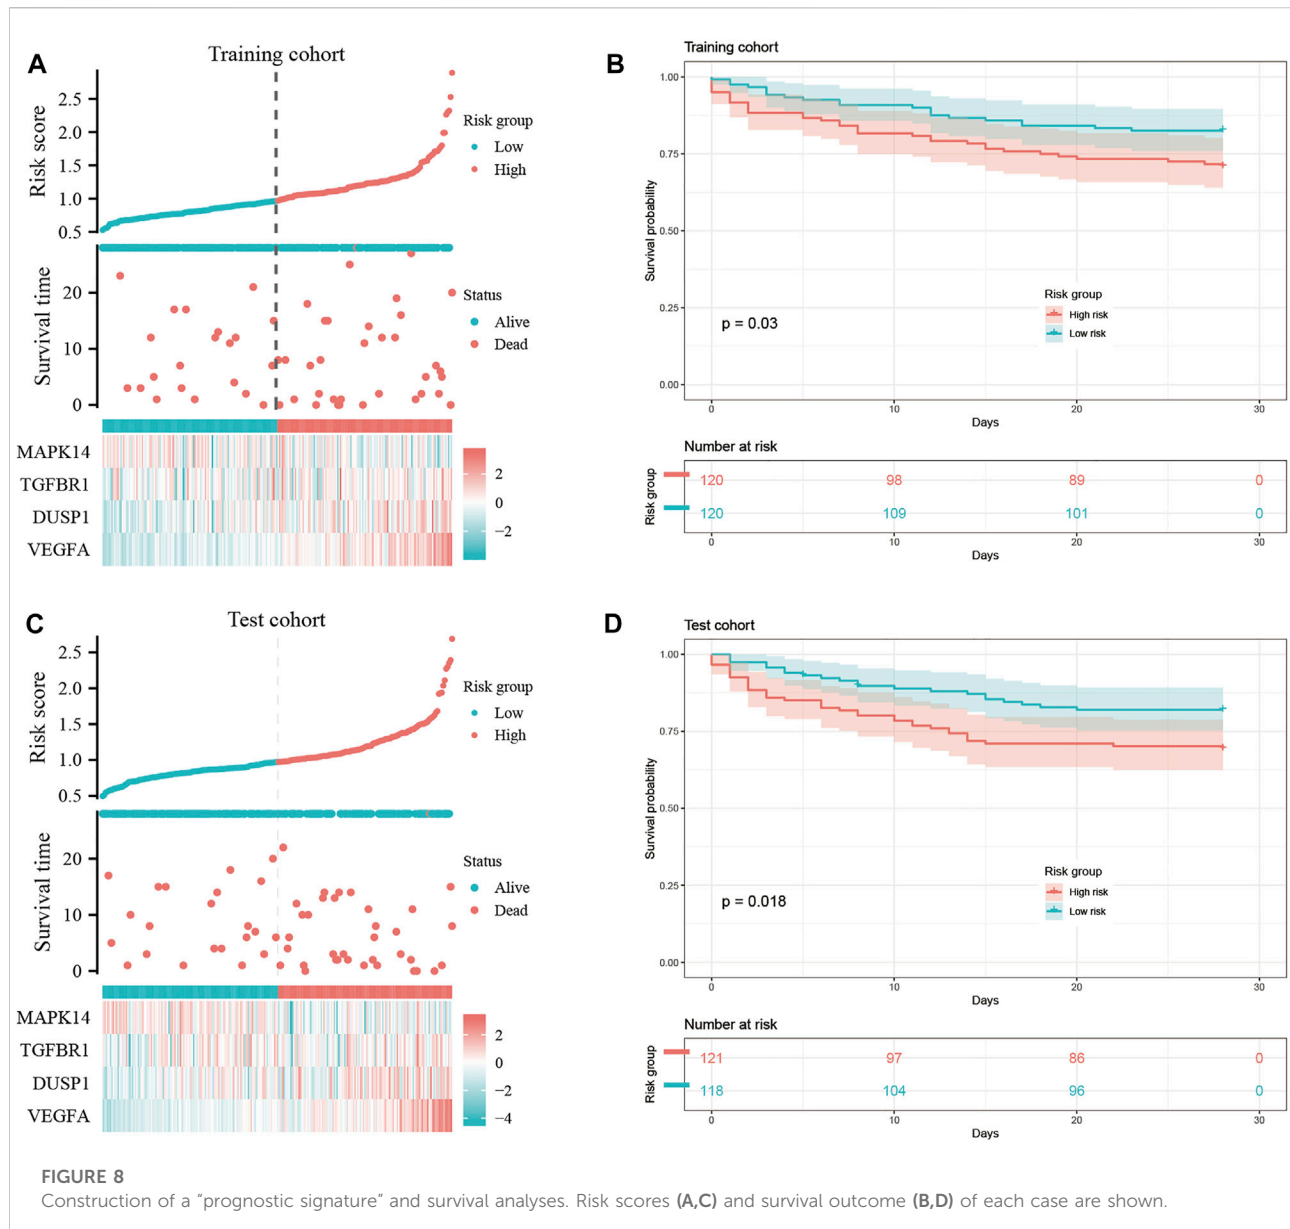 A
Training cohort
Risk score
2.5
2.0
1.5
1.0
0.5
Risk group
Low
High
Survival time
20
10
0
Status
Alive
Dead
MAPK14
TGFBR1
DUSP1
VEGFA
2
0
−2
B
Training cohort
Survival probability
1.00
0.75
0.50
0.25
0.00
p = 0.03
Risk group
High risk
Low risk
0 10 20 30
Days
Number at risk
Risk group
120 98 89 0
120 109 101 0
0 10 20 30
Days
C
Test cohort
Risk score
2.5
2.0
1.5
1.0
0.5
Risk group
Low
High
Survival time
20
10
0
Status
Alive
Dead
MAPK14
TGFBR1
DUSP1
VEGFA
2
0
−2
−4
D
Test cohort
Survival probability
1.00
0.75
0.50
0.25
0.00
p = 0.018
Risk group
High risk
Low risk
0 10 20 30
Days
Number at risk
Risk group
121 97 86 0
118 104 96 0
0 10 20 30
Days
FIGURE 8
Construction of a “prognostic signature” and survival analyses. Risk scores (A,C) and survival outcome (B,D) of each case are shown.